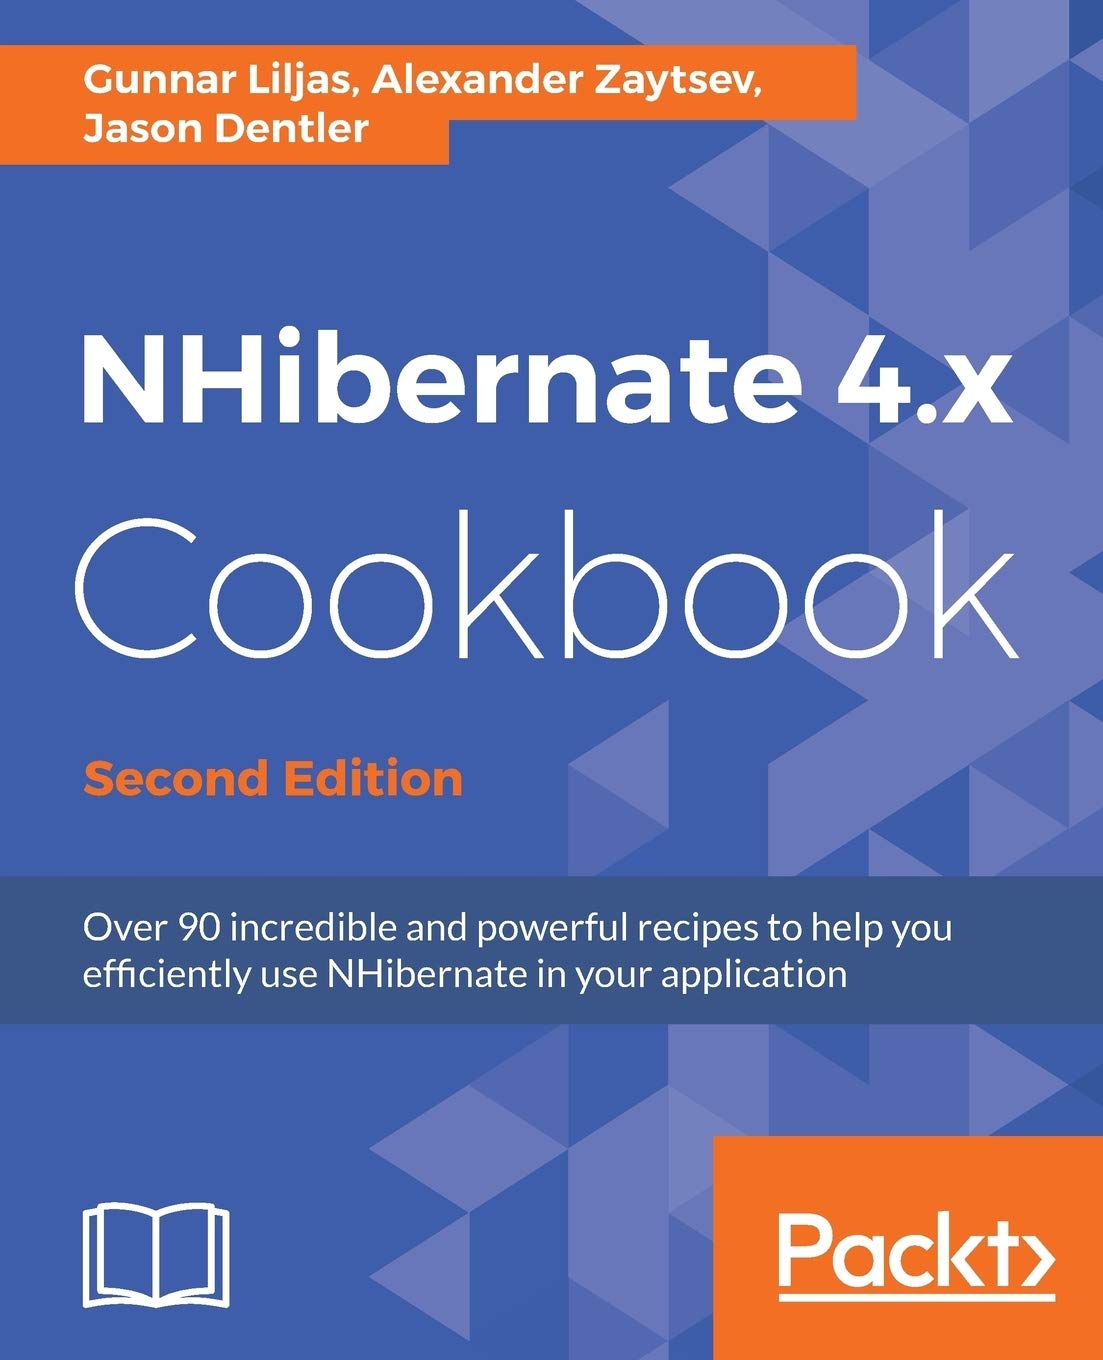 Gunnar Liljas, Alexander Zaytsev,
Jason Dentler
NHibernate 4.x
Cookbook
Second Edition
Over 90 incredible and powerful recipes to help you
efficiently use NHibernate in your application
Packt>